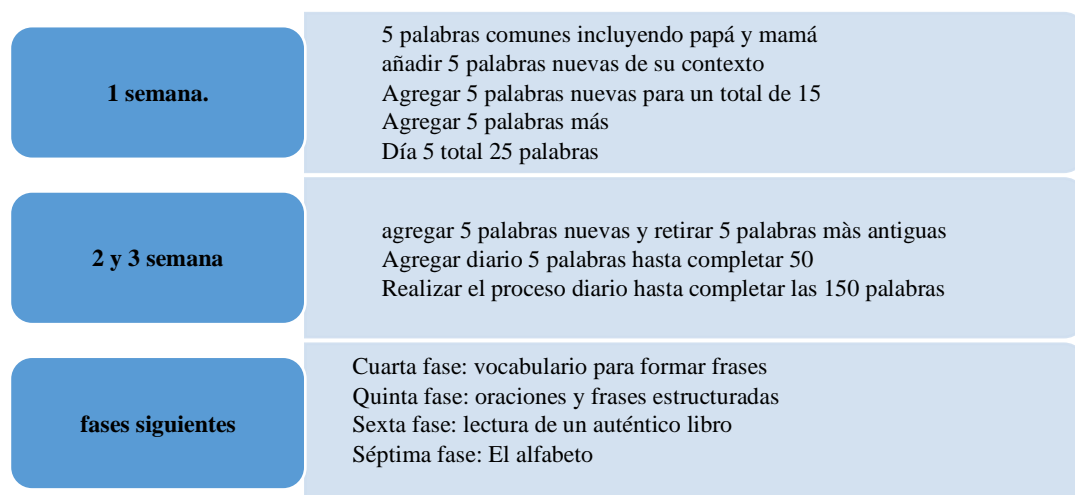 1 semana.
5 palabras comunes incluyendo papá y mamá
añadir 5 palabras nuevas de su contexto
Agregar 5 palabras nuevas para un total de 15
Agregar 5 palabras más
Día 5 total 25 palabras
2 y 3 semana
agregar 5 palabras nuevas y retirar 5 palabras màs antiguas
Agregar diario 5 palabras hasta completar 50
Realizar el proceso diario hasta completar las 150 palabras
fases siguientes
Cuarta fase: vocabulario para formar frases
Quinta fase: oraciones y frases estructuradas
Sexta fase: lectura de un auténtico libro
Séptima fase: El alfabeto